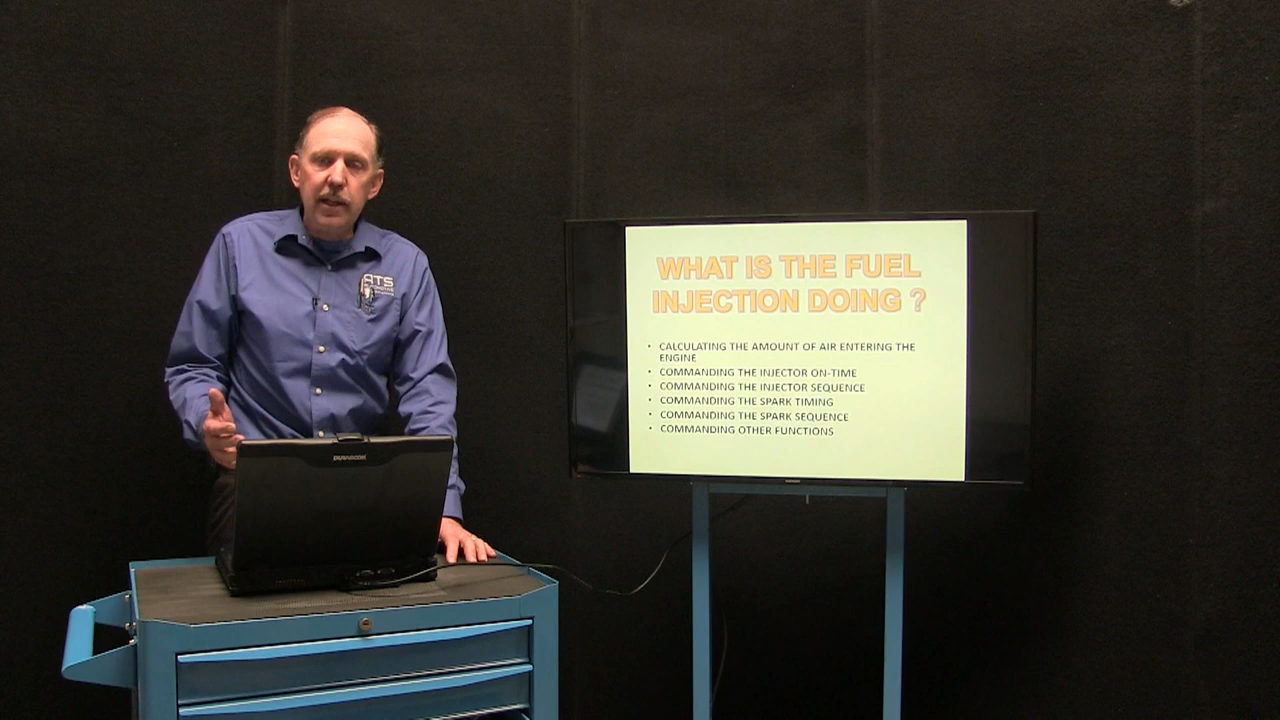 ATS
WHAT IS THE FUEL
INJECTION DOING ?
• CALCULATING THE AMOUNT OF AIR ENTERING THE
ENGINE
• COMMANDING THE INJECTOR ON-TIME
• COMMANDING THE INJECTOR SEQUENCE
• COMMANDING THE SPARK TIMING
• COMMANDING THE SPARK SEQUENCE
• COMMANDING OTHER FUNCTIONS
DURABOOK